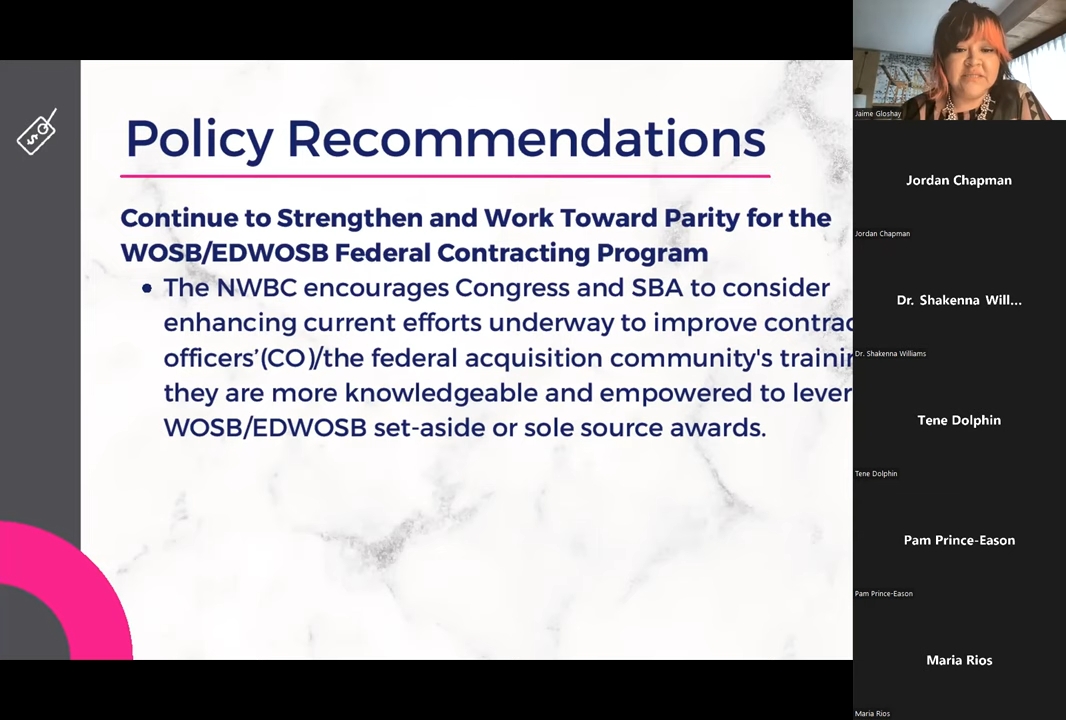 Policy Recommendations
Continue to Strengthen and Work Toward Parity for the
WOSB/EDWOSB Federal Contracting Program
• The NWBC encourages Congress and SBA to consider
enhancing current efforts underway to improve contrac
officers’(CO)/the federal acquisition community's trainin
they are more knowledgeable and empowered to lever
WOSB/EDWOSB set-aside or sole source awards.
Jaime Gloshay
Jordan Chapman
Jordan Chapman
Dr. Shakenna Will...
Dr. Shakenna Williams
Tene Dolphin
Tene Dolphin
Pam Prince-Eason
Pam Prince-Eason
Maria Rios
Maria Rios